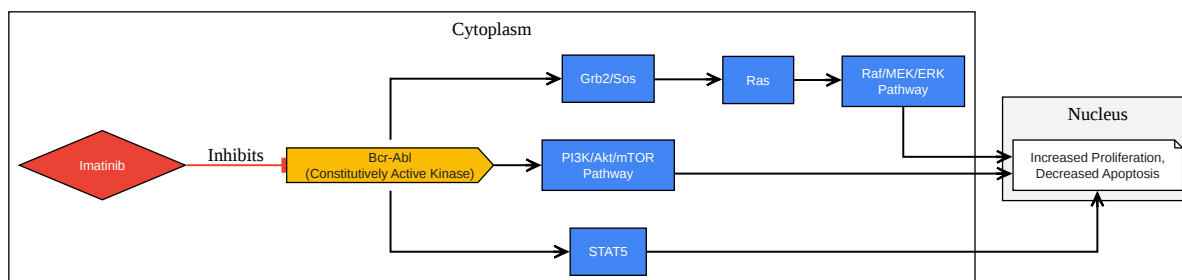 Cytoplasm
Grb2/Sos
Ras
Raf/MEK/ERK
Pathway
Nucleus
Imatinib
Inhibits
Bcr-Abl
(Constitutively Active Kinase)
PI3K/Akt/mTOR
Pathway
Increased Proliferation,
Decreased Apoptosis
STAT5